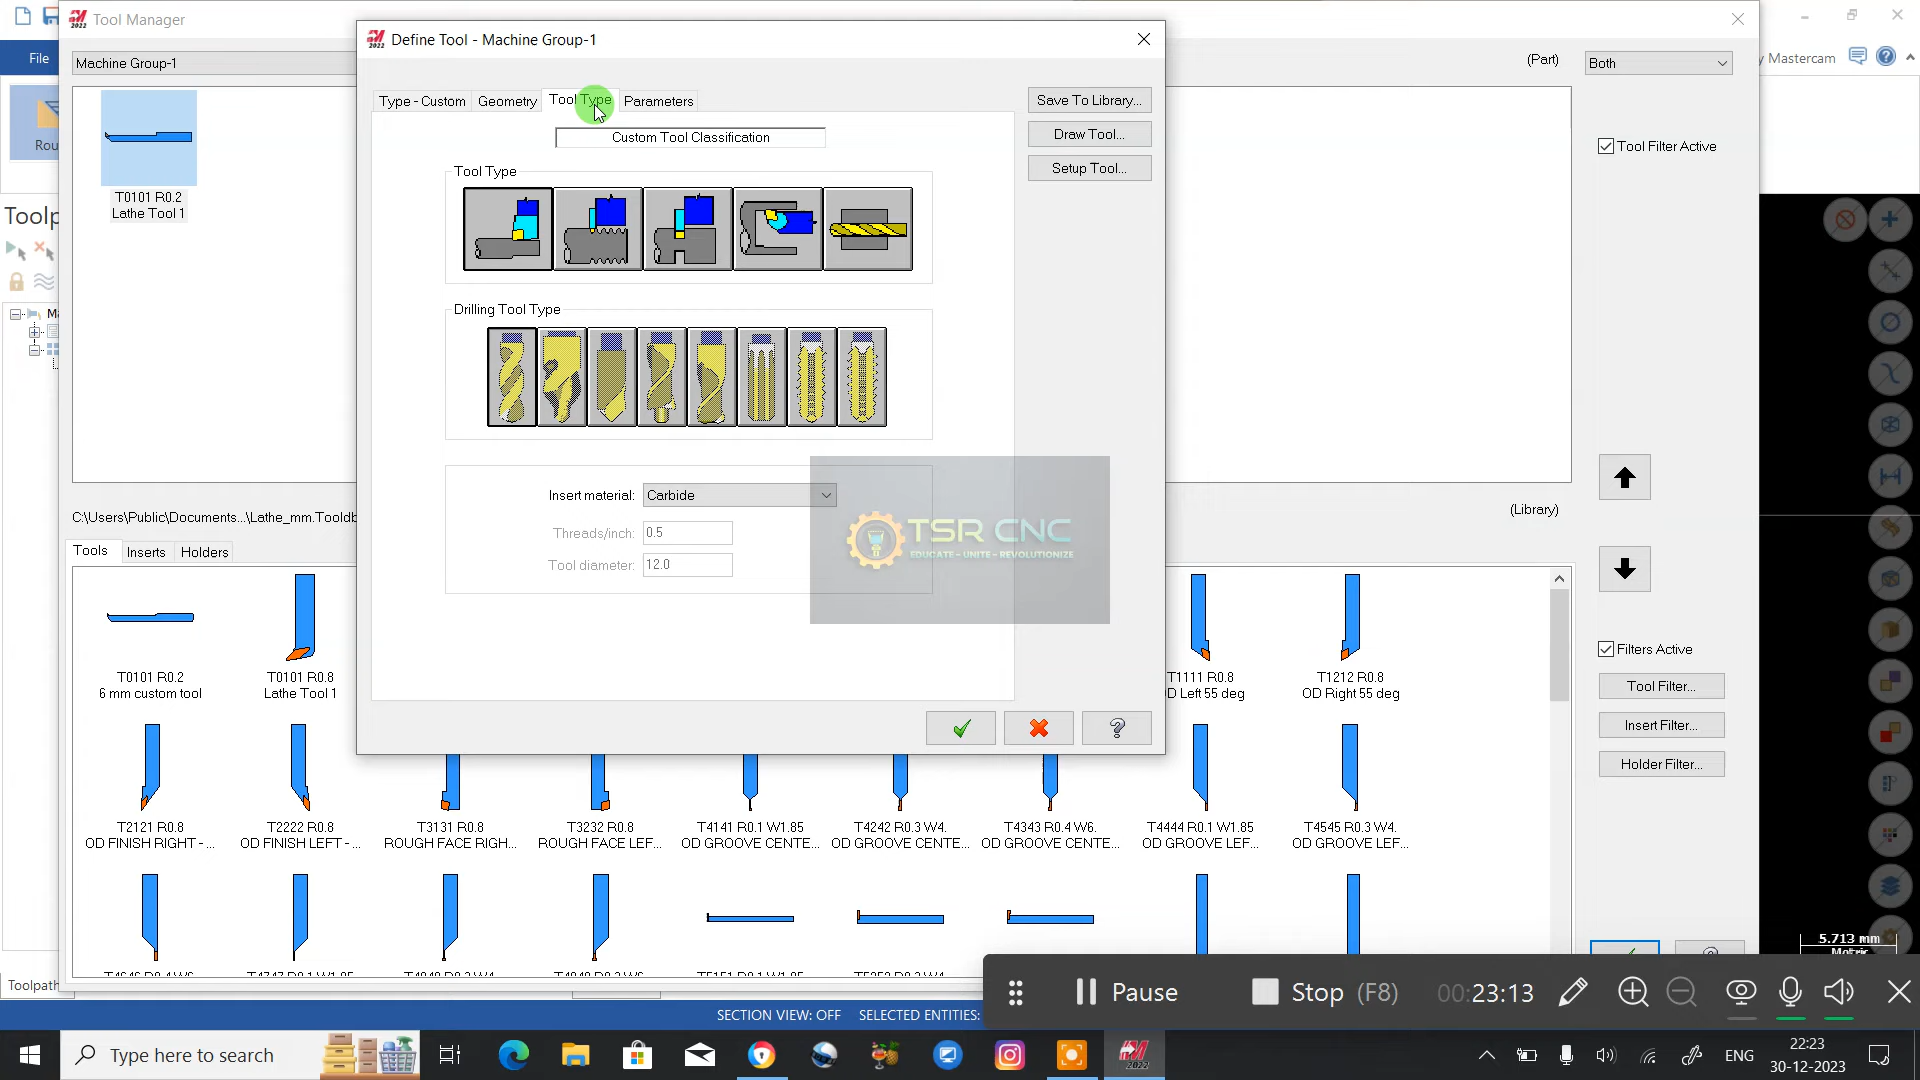 Tool Manager
Define Tool - Machine Group-1
File
Machine Group-1
(Part)
Both
Mastercam
Type - Custom
Geometry
Tool Type
Parameters
Save To Library...
Custom Tool Classification
Draw Tool...
Tool Filter Active
Setup Tool...
Rou
Tool Type
T0101 R0.2
Lathe Tool 1
Toolp
Drilling Tool Type
Insert material:
Carbide
Threads/inch:
0.5
Tool diameter:
12.0
TSR CNC
EDUCATE - UNITE - REVOLUTIONIZE
C:\Users\Public\Documents...\Lathe_mm.Tooldb
(Library)
Tools
Inserts
Holders
Filters Active
Tool Filter...
Insert Filter...
Holder Filter...
T0101 R0.2
6 mm custom tool
T0101 R0.8
Lathe Tool 1
T1111 R0.8
OD Left 55 deg
T1212 R0.8
OD Right 55 deg
T2121 R0.8
OD FINISH RIGHT - ...
T2222 R0.8
OD FINISH LEFT - ...
T3131 R0.8
ROUGH FACE RIGH...
T3232 R0.8
ROUGH FACE LEF...
T4141 R0.1 W1.85
OD GROOVE CENTE...
T4242 R0.3 W4.
OD GROOVE CENTE...
T4343 R0.4 W6.
OD GROOVE CENTE...
T4444 R0.1 W1.85
OD GROOVE LEF...
T4545 R0.3 W4.
OD GROOVE LEF...
5.713 mm
Metric
Toolpath
Pause
Stop (F8)
00:23:13
SECTION VIEW: OFF
SELECTED ENTITIES:
Type here to search
2022
ENG
22:23
30-12-2023